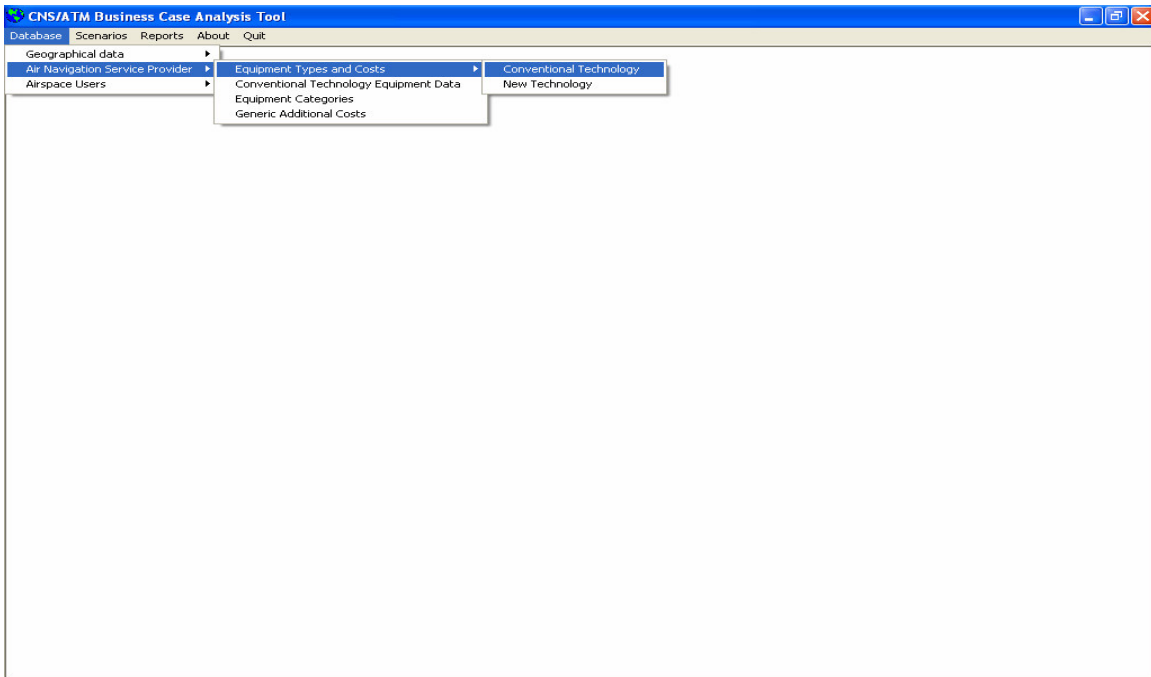 CNS/ATM Business Case Analysis Tool
Database Scenarios Reports About Quit
Geographical data
Air Navigation Service Provider
Airspace Users
Equipment Types and Costs
Conventional Technology Equipment Data
Equipment Categories
Generic Additional Costs
Conventional Technology
New Technology